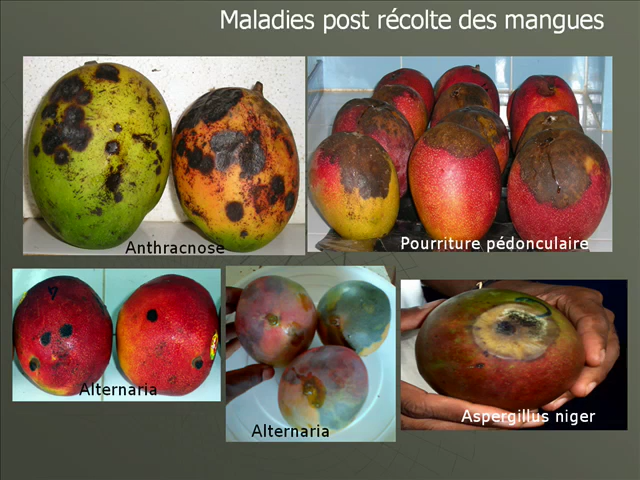 Maladies post récolte des mangues
Anthracnose
Pourriture pédonculaire
Alternaria
Alternaria
Aspergillus niger